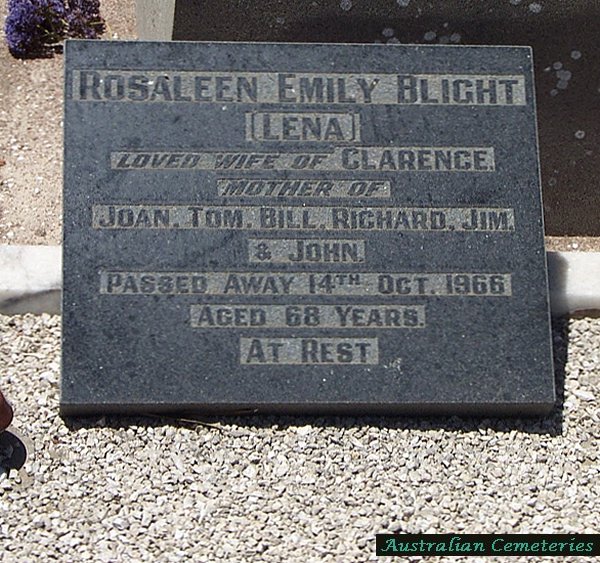 ROSALEEN EMILY BLIGHT
[LENA]
LOVED WIFE OF CLARENCE.
MOTHER OF
JOAN. TOM. BILL. RICHARD. JIM.
& JOHN.
PASSED AWAY 14TH OCT. 1966
AGED 68 YEARS.
AT REST
Australian Cemeteries